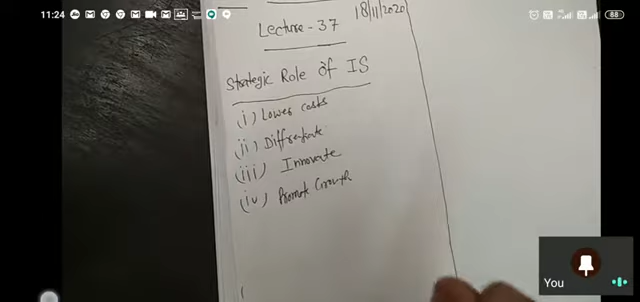 11:24
68
Lecture - 37
18/11/2020
Strategic Role of IS
(i) Lower costs
(ii) Differentiate
(iii) Innovate
(iv) Promote Growth
You